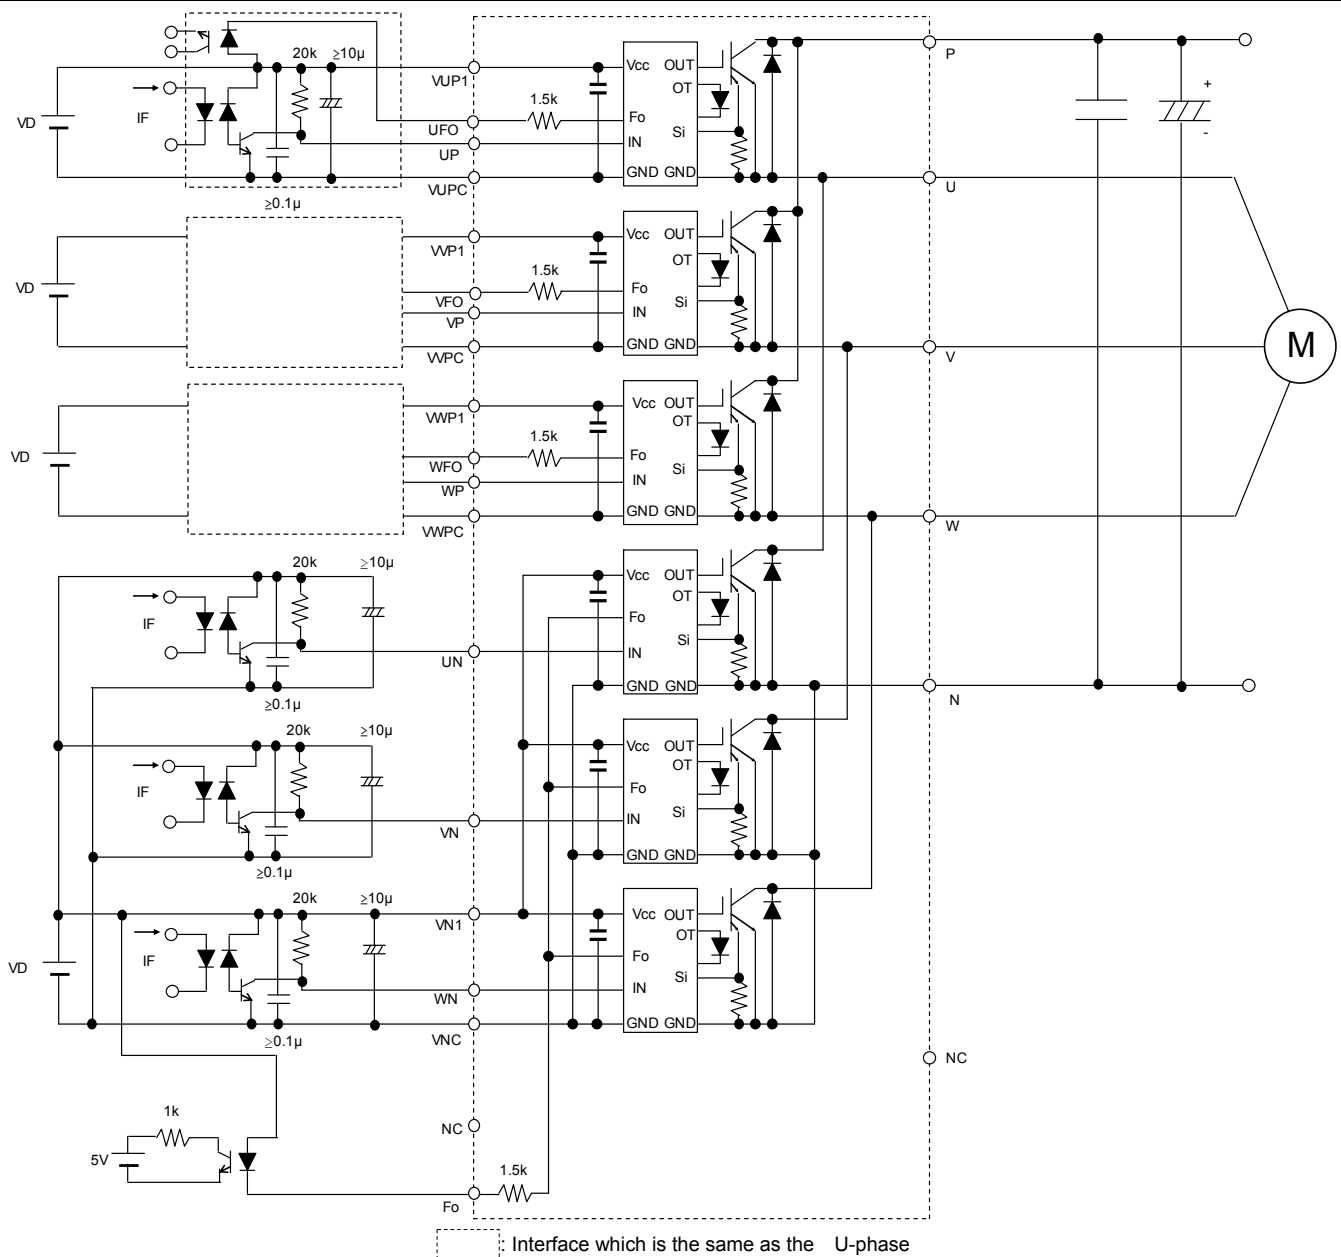 20k ≥10μ
VD
IF
≥0.1μ
VUP1
UFO
UP
VUPC
1.5k
Vcc OUT
OT
Fo
Si
IN
GND GND
P
+
-
U
VD
VVP1
VFO
VP
VVPC
1.5k
Vcc OUT
OT
Fo
Si
IN
GND GND
V
M
VD
VWP1
WFO
WP
VWPC
1.5k
Vcc OUT
OT
Fo
Si
IN
GND GND
W
20k ≥10μ
IF
≥0.1μ
UN
Vcc OUT
OT
Fo
Si
IN
GND GND
N
20k ≥10μ
IF
≥0.1μ
VN
Vcc OUT
OT
Fo
Si
IN
GND GND
20k ≥10μ
VD
IF
≥0.1μ
VN1
WN
VNC
Vcc OUT
OT
Fo
Si
IN
GND GND
NC
NC
1k
5V
1.5k
Fo
: Interface which is the same as the U-phase